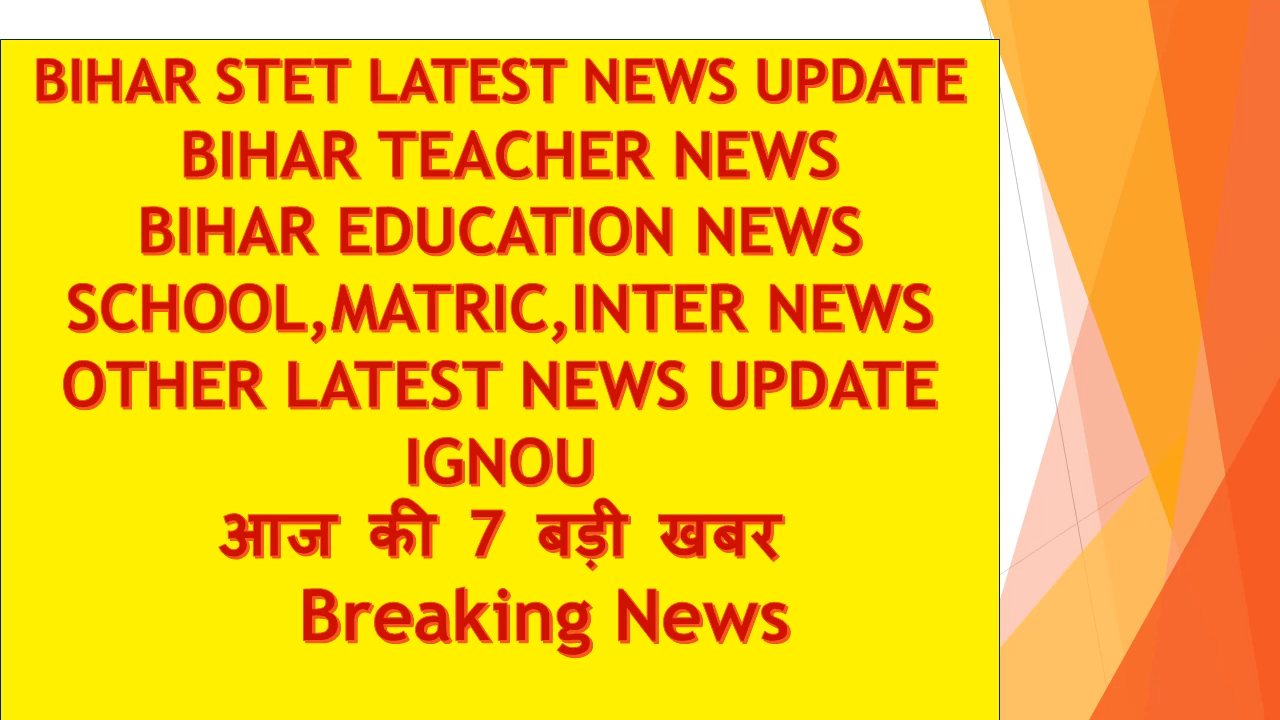 BIHAR STET LATEST NEWS UPDATE
BIHAR TEACHER NEWS
BIHAR EDUCATION NEWS
SCHOOL,MATRIC,INTER NEWS
OTHER LATEST NEWS UPDATE
IGNOU
आज की 7 बड़ी खबर
Breaking News